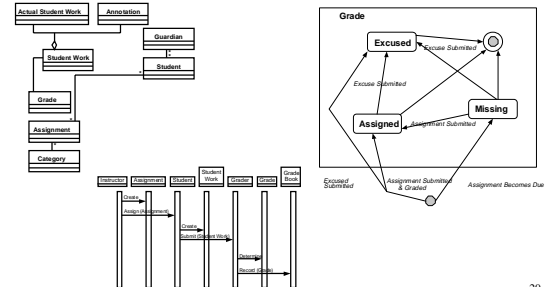 Actual Student Work
Annotation
Guardian
Student Work
Student
Grade
Assignment
Category
Instructor
Assignment
Student
Student
Work
Grader
Grade
Grade
Book
Create
Assign (Assignment)
Create
Submit (Student Work)
Determine
Record (Grade)
Grade
Excused
Excuse Submitted
Excuse Submitted
Missing
Assigned
Assignment Submitted
Excused
Submitted
Assignment Submitted
& Graded
Assignment Becomes Due